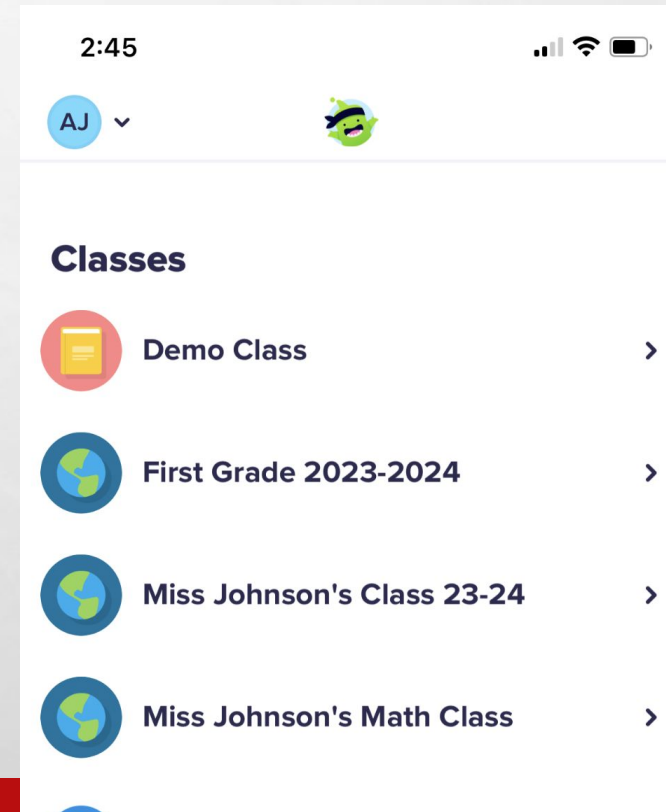 2:45
AJ
Classes
Demo Class
First Grade 2023-2024
Miss Johnson's Class 23-24
Miss Johnson's Math Class